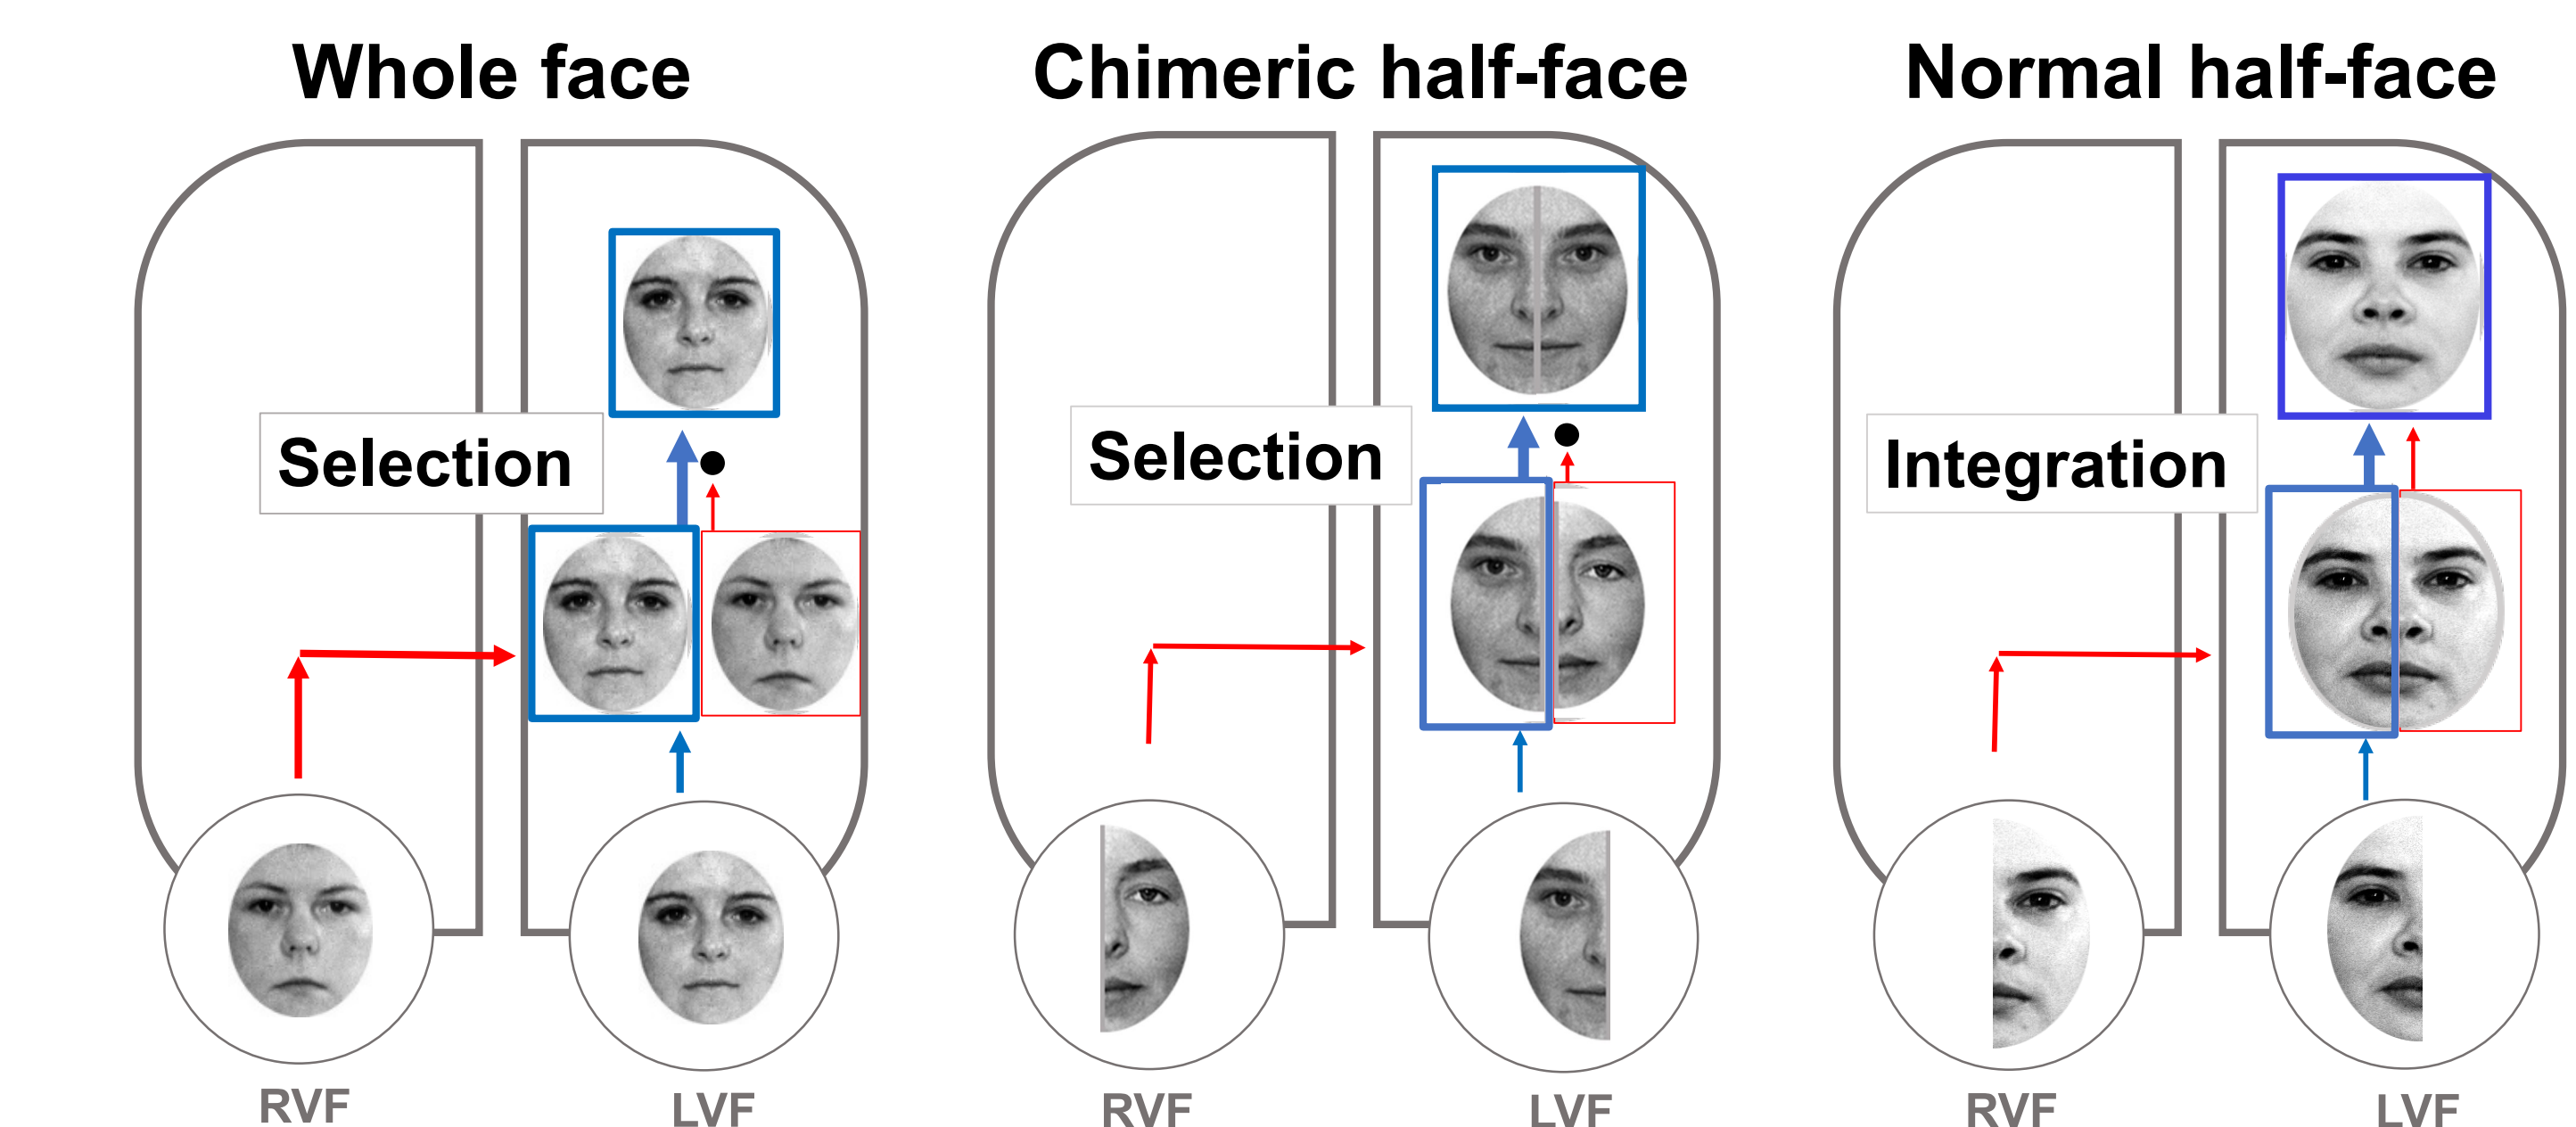 Whole face
Chimeric half-face
Normal half-face
Selection
Selection
Integration
RVF
LVF
RVF
LVF
RVF
LVF